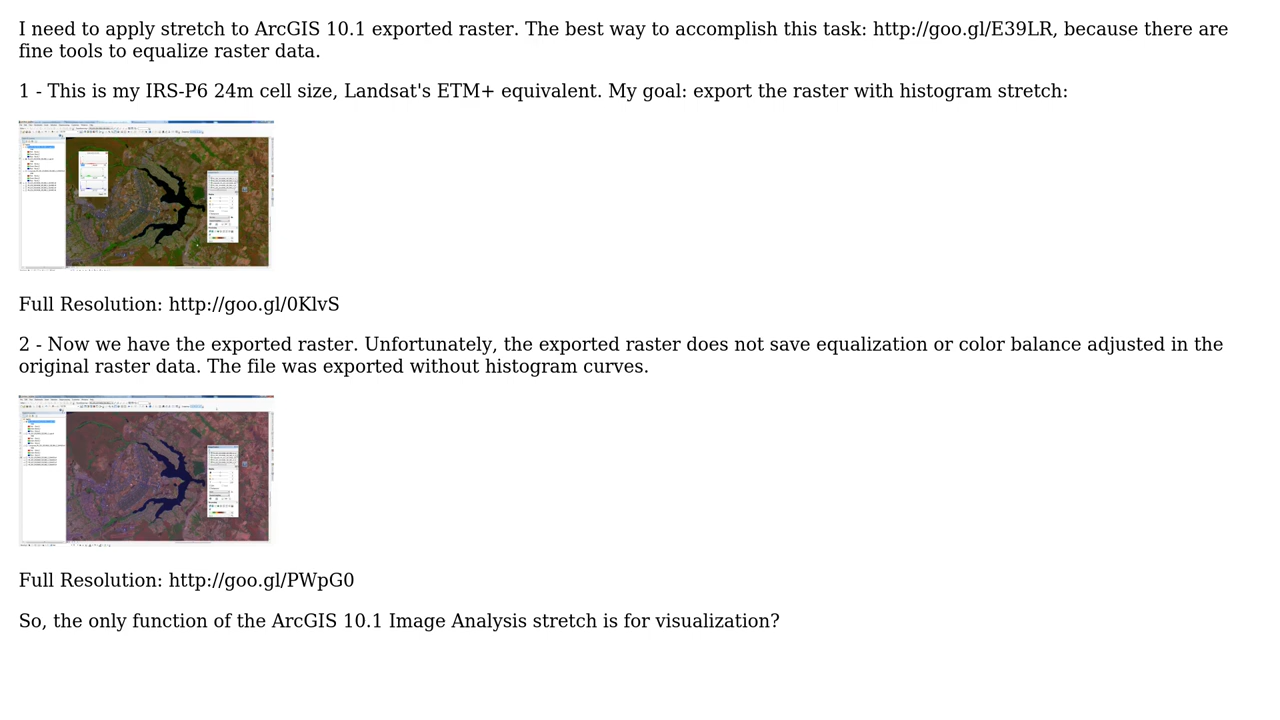 I need to apply stretch to ArcGIS 10.1 exported raster. The best way to accomplish this task: http://goo.gl/E39LR, because there are
fine tools to equalize raster data.
1 - This is my IRS-P6 24m cell size, Landsat's ETM+ equivalent. My goal: export the raster with histogram stretch:
Full Resolution: http://goo.gl/0KlvS
2 - Now we have the exported raster. Unfortunately, the exported raster does not save equalization or color balance adjusted in the
original raster data. The file was exported without histogram curves.
Full Resolution: http://goo.gl/PWpG0
So, the only function of the ArcGIS 10.1 Image Analysis stretch is for visualization?